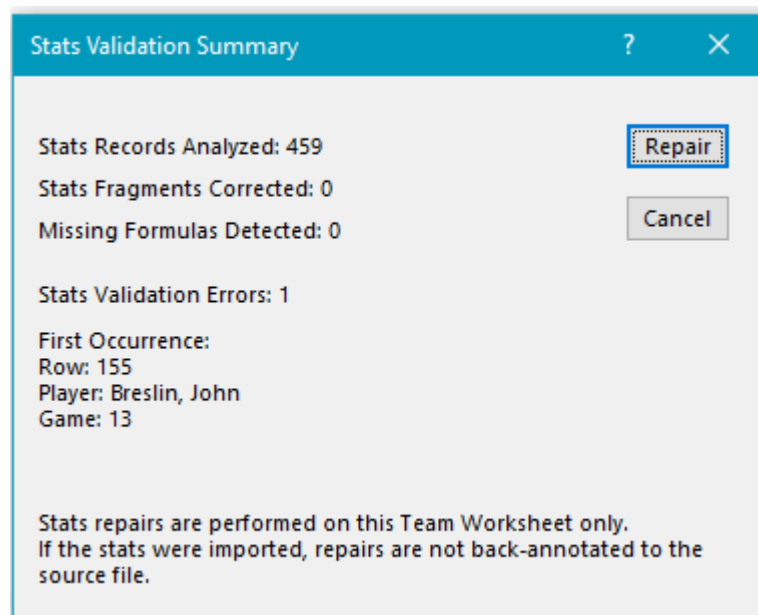 Stats Validation Summary
?
Stats Records Analyzed: 459
Repair
Stats Fragments Corrected: 0
Missing Formulas Detected: 0
Cancel
Stats Validation Errors: 1
First Occurrence:
Row: 155
Player: Breslin, John
Game: 13
Stats repairs are performed on this Team Worksheet only.
If the stats were imported, repairs are not back-annotated to the
source file.